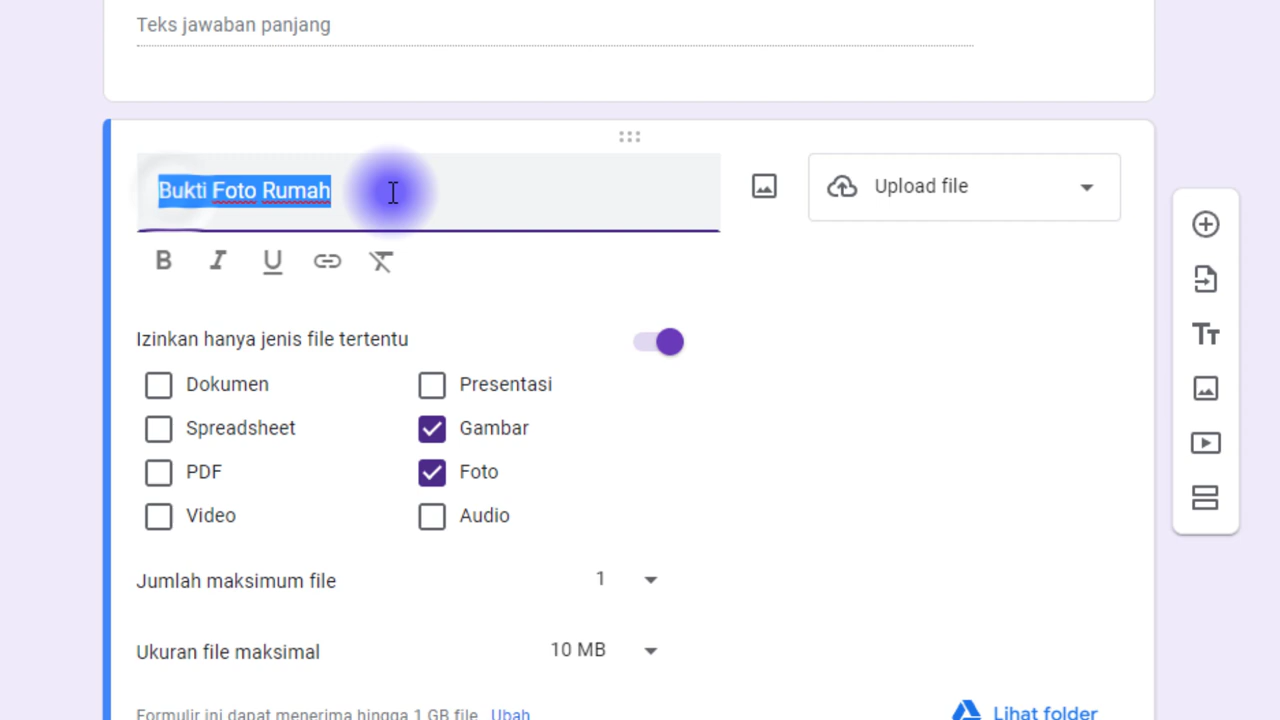 Teks jawaban panjang
Bukti Foto Rumah
Upload file
B I U
Izinkan hanya jenis file tertentu
Dokumen
Presentasi
Spreadsheet
Gambar
PDF
Foto
Video
Audio
Jumlah maksimum file
1
Ukuran file maksimal
10 MB
Formulir ini dapat menerima hingga 1 GB file. Ubah
Lihat folder
Tт